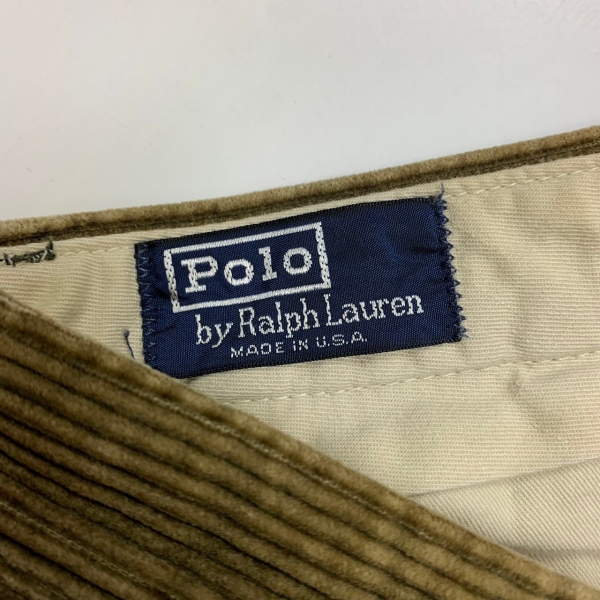 Polo
by Ralph Lauren
MADE IN U.S.A.